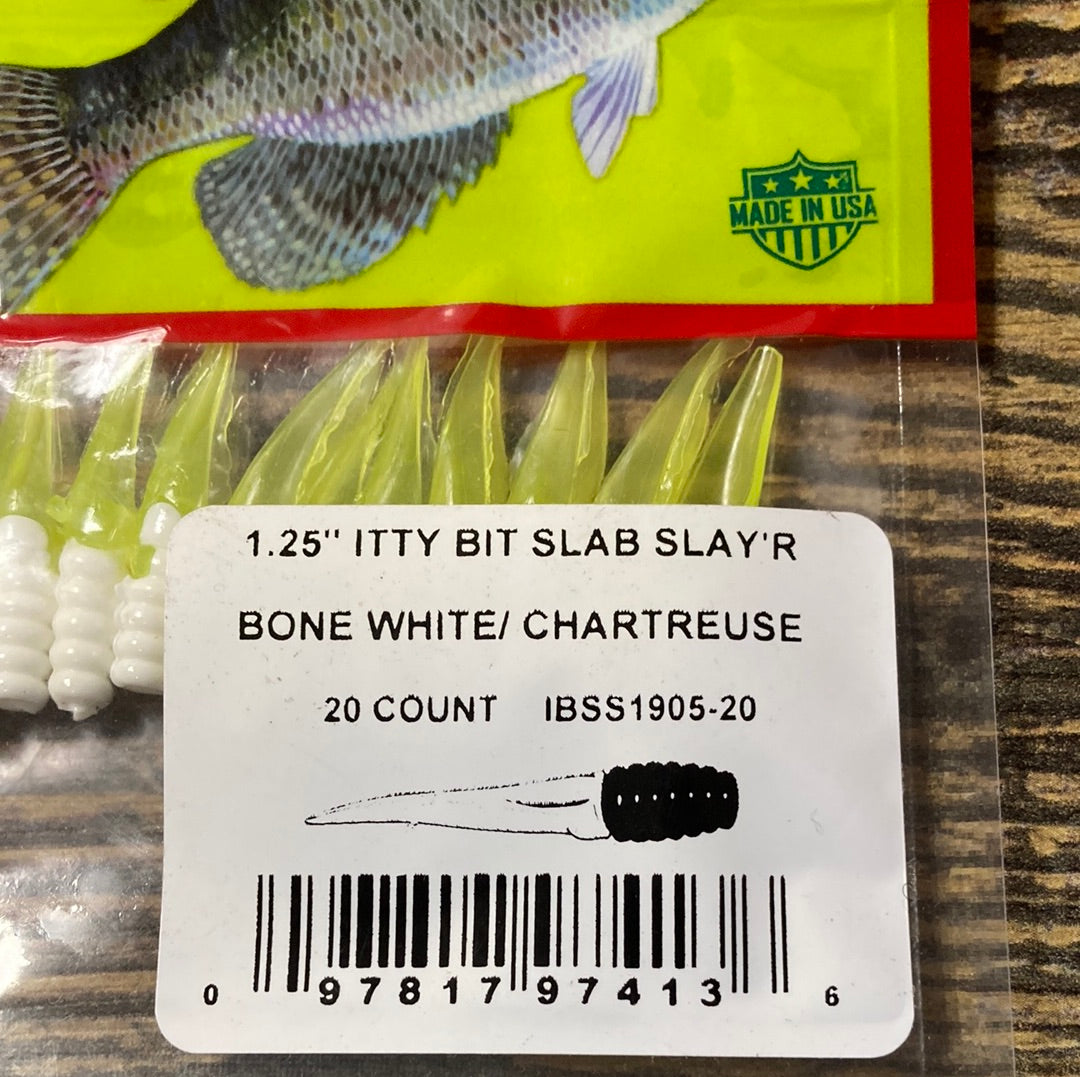 MADE IN USA
1.25" ITTY BIT SLAB SLAY'R
BONE WHITE/ CHARTREUSE
20 COUNT IBSS1905-20
0 97817 97413 6